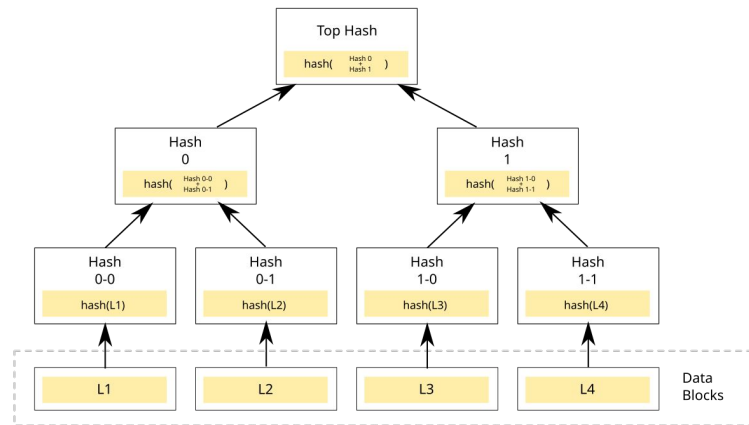 Top Hash
hash( Hash 0 + Hash 1 )
Hash
0
hash( Hash 0-0 + Hash 0-1 )
Hash
1
hash( Hash 1-0 + Hash 1-1 )
Hash
0-0
hash(L1)
Hash
0-1
hash(L2)
Hash
1-0
hash(L3)
Hash
1-1
hash(L4)
L1
L2
L3
L4
Data
Blocks